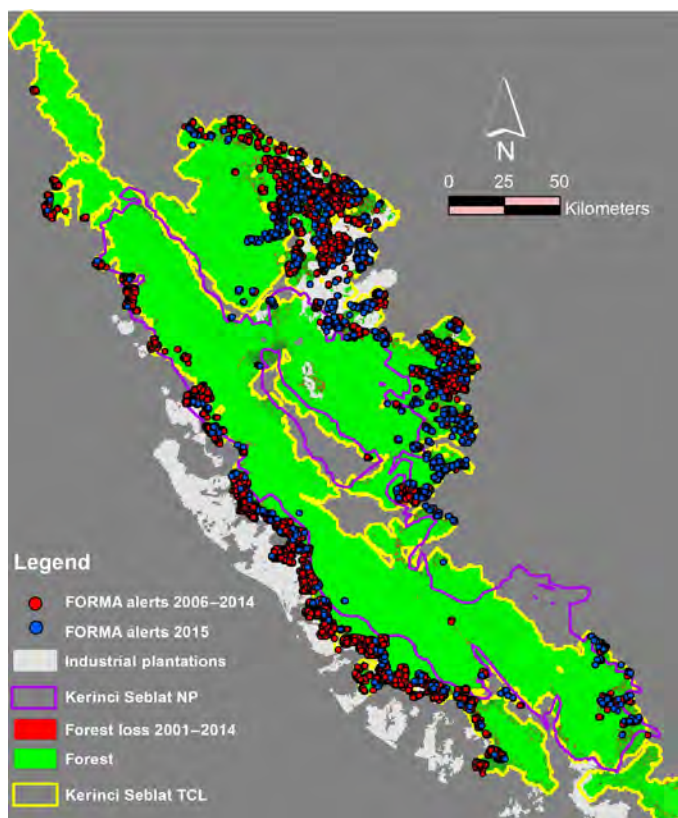 N
0 25 50
Kilometers
Legend
FORMA alerts 2006–2014
FORMA alerts 2015
Industrial plantations
Kerinci Seblat NP
Forest loss 2001–2014
Forest
Kerinci Seblat TCL